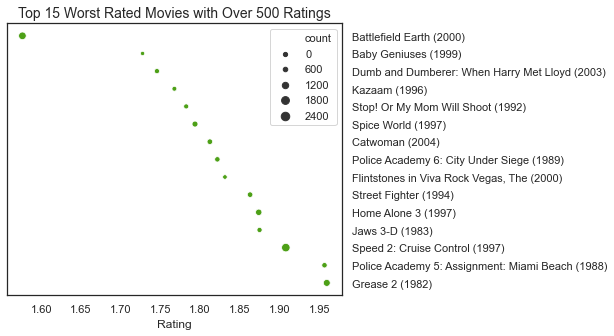 Top 15 Worst Rated Movies with Over 500 Ratings
count
0
600
1200
1800
2400
Battlefield Earth (2000)
Baby Geniuses (1999)
Dumb and Dumberer: When Harry Met Lloyd (2003)
Kazaam (1996)
Stop! Or My Mom Will Shoot (1992)
Spice World (1997)
Catwoman (2004)
Police Academy 6: City Under Siege (1989)
Flintstones in Viva Rock Vegas, The (2000)
Street Fighter (1994)
Home Alone 3 (1997)
Jaws 3-D (1983)
Speed 2: Cruise Control (1997)
Police Academy 5: Assignment: Miami Beach (1988)
Grease 2 (1982)
1.60 1.65 1.70 1.75 1.80 1.85 1.90 1.95
Rating